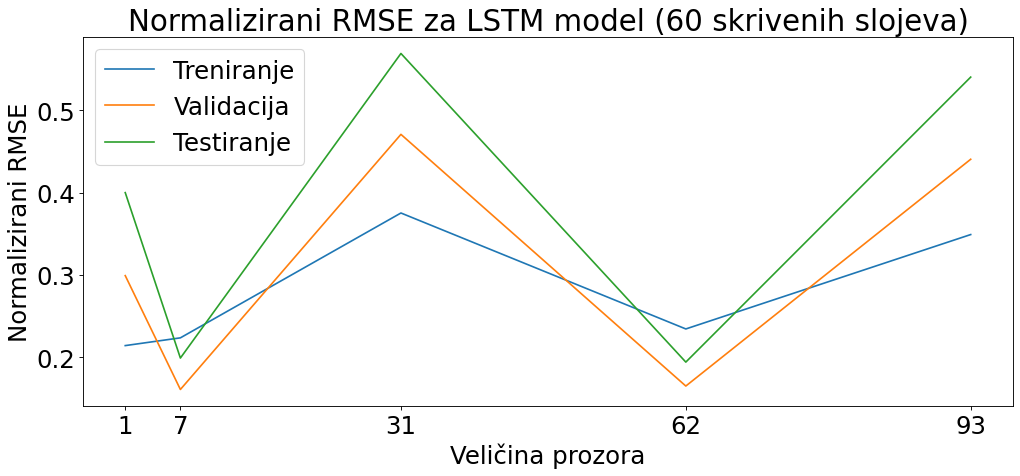 Normalizirani RMSE za LSTM model (60 skrivenih slojeva)
Treniranje
Validacija
Testiranje
Normalizirani RMSE
0.5
0.4
0.3
0.2
1 7 31 62 93
Veličina prozora